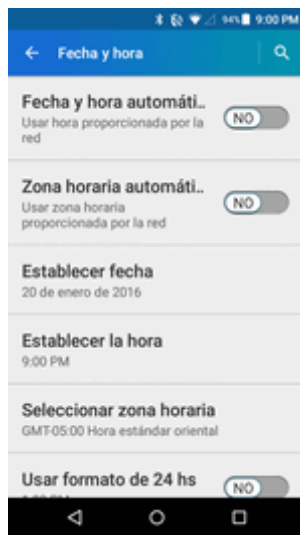 94% 9:00 PM
Fecha y hora
Fecha y hora automáti..
NO
Usar hora proporcionada por la
red
Zona horaria automáti..
NO
Usar zona horaria
proporcionada por la red
Establecer fecha
20 de enero de 2016
Establecer la hora
9:00 PM
Seleccionar zona horaria
GMT-05:00 Hora estándar oriental
Usar formato de 24 hs
NO